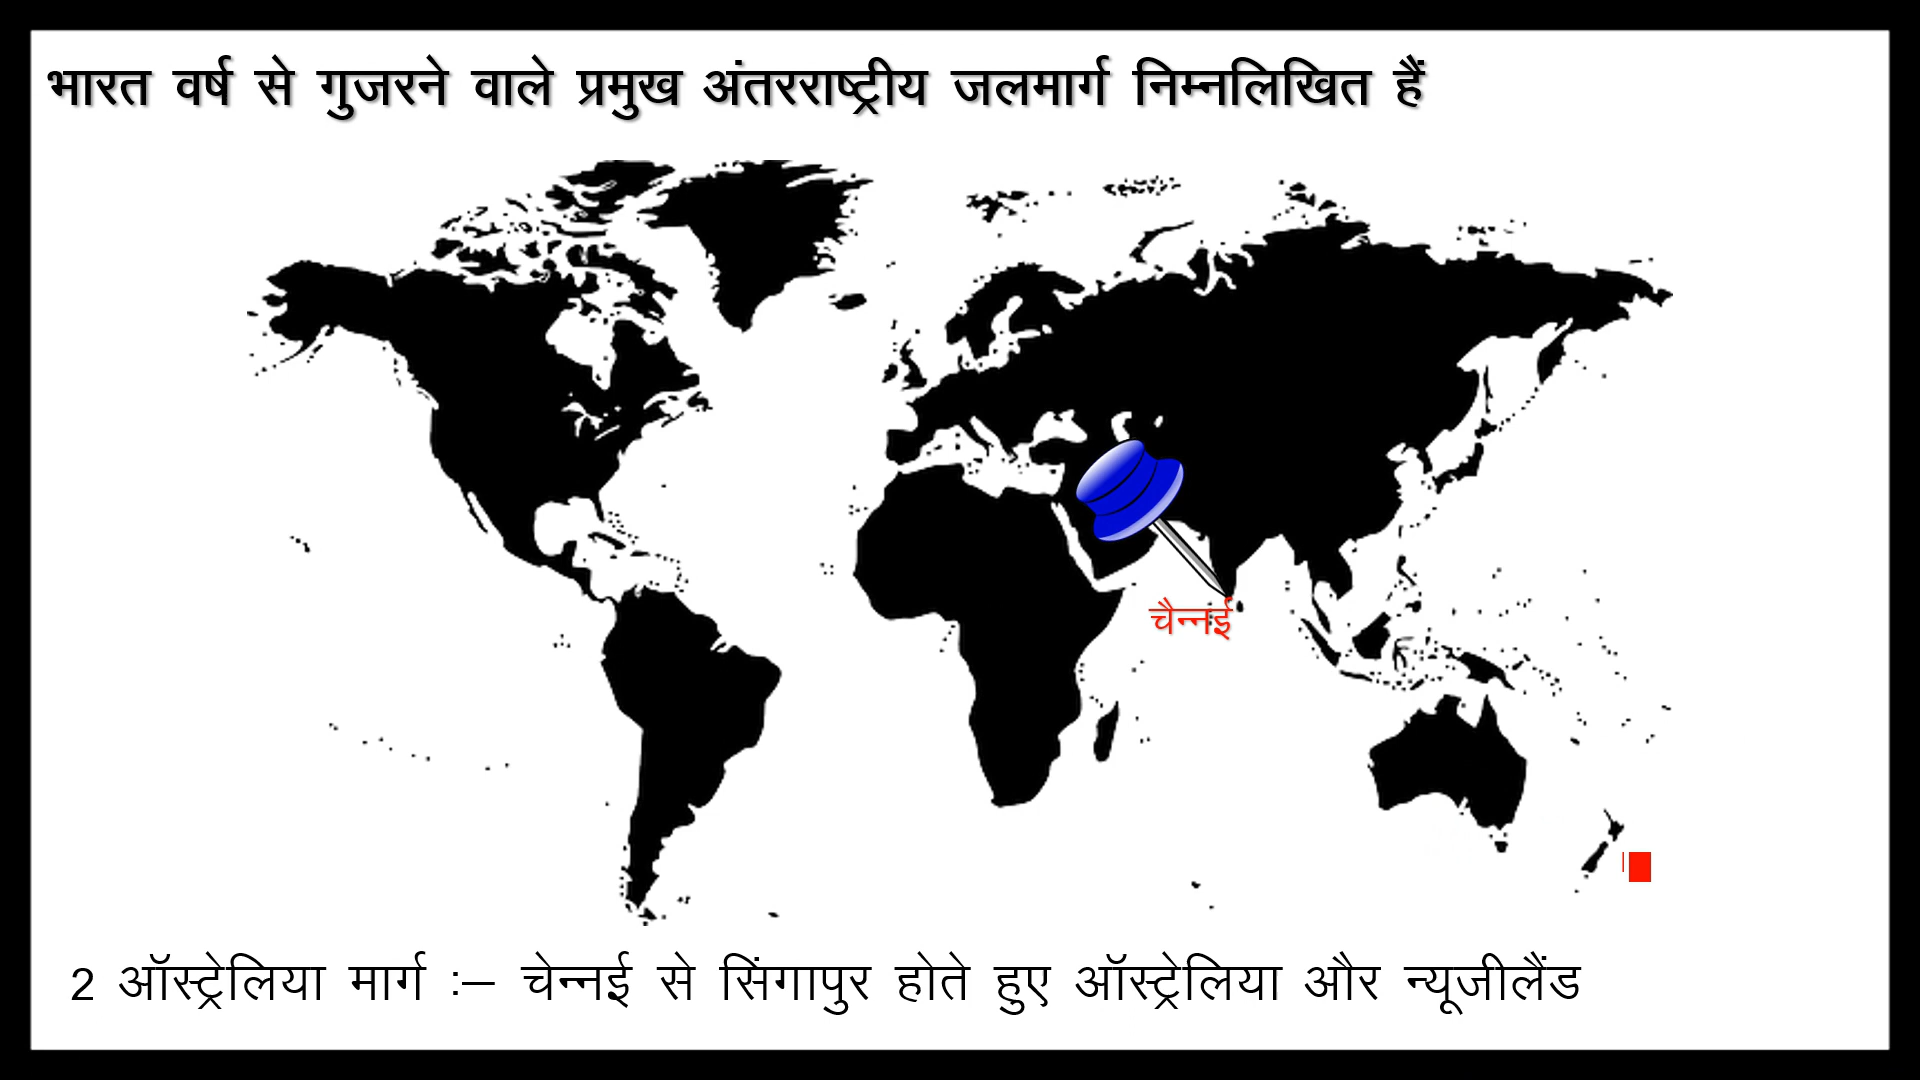 भारत वर्ष से गुजरने वाले प्रमुख अंतरराष्ट्रीय जलमार्ग निम्नलिखित हैं
चैन्नई
2 ऑस्ट्रेलिया मार्ग :– चेन्नई से सिंगापुर होते हुए ऑस्ट्रेलिया और न्यूजीलैंड